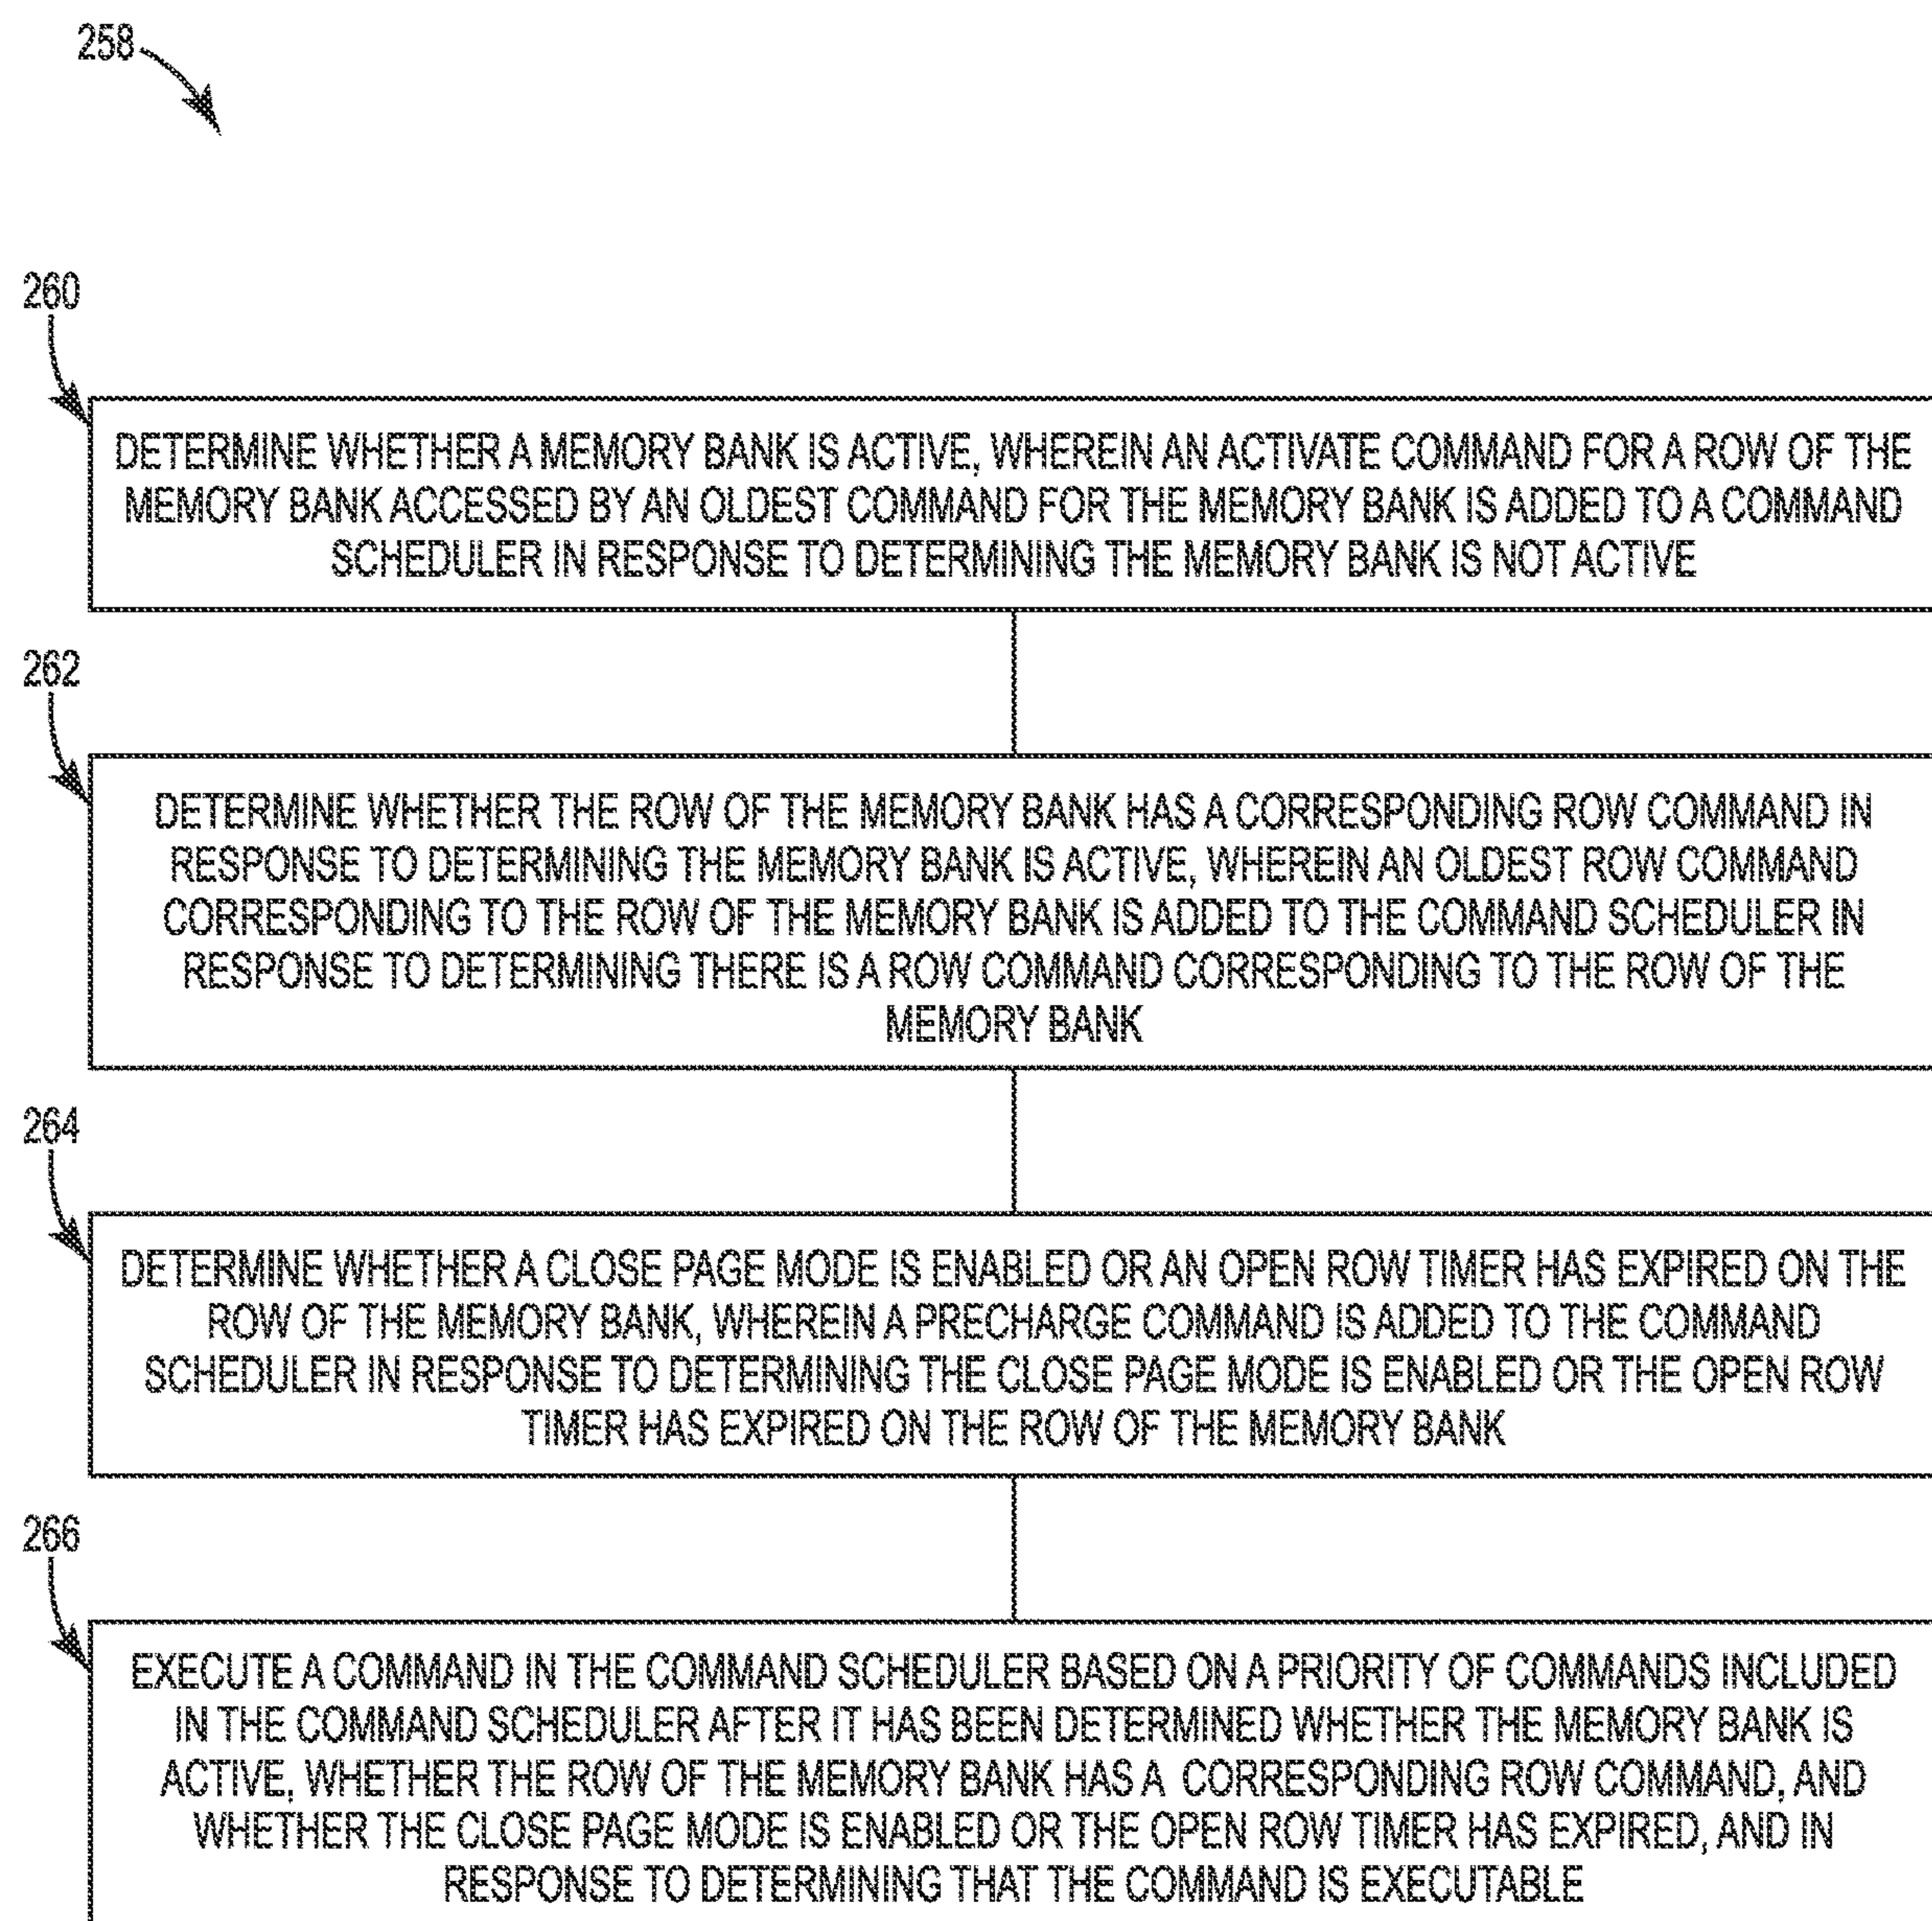 258
260
DETERMINE WHETHER A MEMORY BANK IS ACTIVE, WHEREIN AN ACTIVATE COMMAND FOR A ROW OF THE
MEMORY BANK ACCESSED BY AN OLDEST COMMAND FOR THE MEMORY BANK IS ADDED TO A COMMAND
SCHEDULER IN RESPONSE TO DETERMINING THE MEMORY BANK IS NOT ACTIVE
262
DETERMINE WHETHER THE ROW OF THE MEMORY BANK HAS A CORRESPONDING ROW COMMAND IN
RESPONSE TO DETERMINING THE MEMORY BANK IS ACTIVE, WHEREIN AN OLDEST ROW COMMAND
CORRESPONDING TO THE ROW OF THE MEMORY BANK IS ADDED TO THE COMMAND SCHEDULER IN
RESPONSE TO DETERMINING THERE IS A ROW COMMAND CORRESPONDING TO THE ROW OF THE
MEMORY BANK
264
DETERMINE WHETHER A CLOSE PAGE MODE IS ENABLED OR AN OPEN ROW TIMER HAS EXPIRED ON THE
ROW OF THE MEMORY BANK, WHEREIN A PRECHARGE COMMAND IS ADDED TO THE COMMAND
SCHEDULER IN RESPONSE TO DETERMINING THE CLOSE PAGE MODE IS ENABLED OR THE OPEN ROW
TIMER HAS EXPIRED ON THE ROW OF THE MEMORY BANK
266
EXECUTE A COMMAND IN THE COMMAND SCHEDULER BASED ON A PRIORITY OF COMMANDS INCLUDED
IN THE COMMAND SCHEDULER AFTER IT HAS BEEN DETERMINED WHETHER THE MEMORY BANK IS
ACTIVE, WHETHER THE ROW OF THE MEMORY BANK HAS A CORRESPONDING ROW COMMAND, AND
WHETHER THE CLOSE PAGE MODE IS ENABLED OR THE OPEN ROW TIMER HAS EXPIRED, AND IN
RESPONSE TO DETERMINING THAT THE COMMAND IS EXECUTABLE